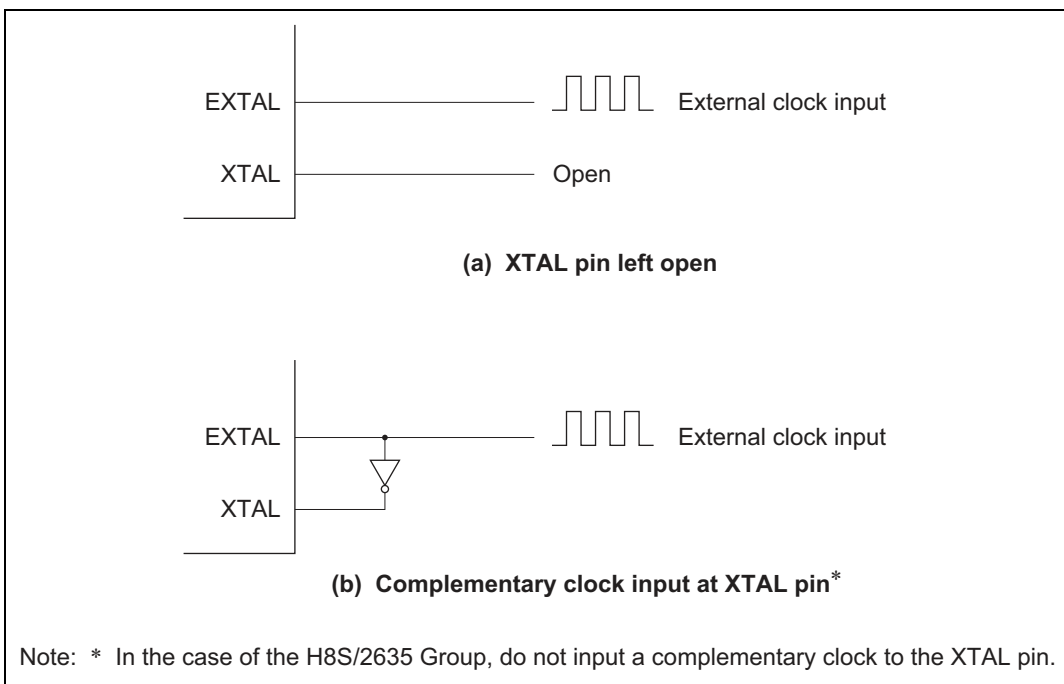 EXTAL
External clock input
XTAL
Open
(a) XTAL pin left open
EXTAL
External clock input
XTAL
(b) Complementary clock input at XTAL pin*
Note: * In the case of the H8S/2635 Group, do not input a complementary clock to the XTAL pin.